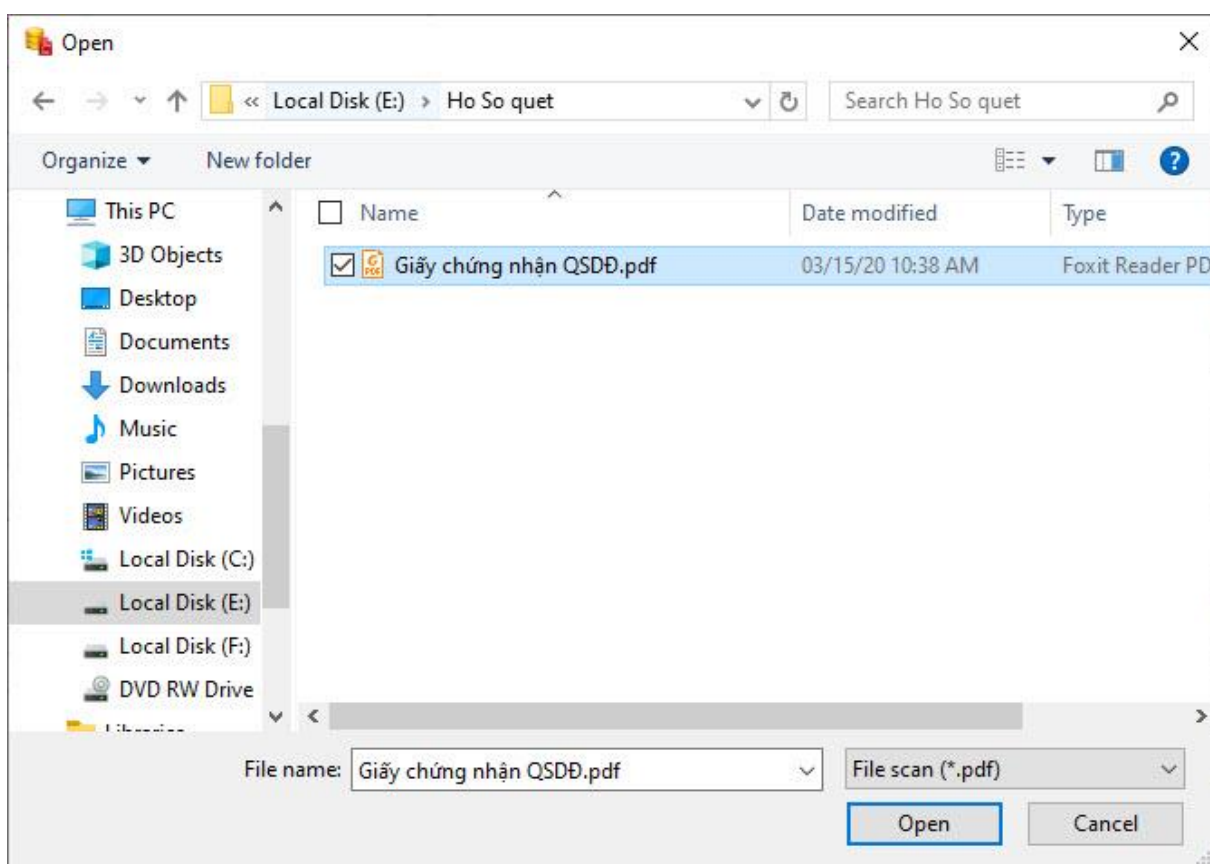 Open
« Local Disk (E:) › Ho So quet
Search Ho So quet
Organize
New folder
Name
Date modified
Type
Giấy chứng nhận QSDĐ.pdf
03/15/20 10:38 AM
Foxit Reader PD
This PC
3D Objects
Desktop
Documents
Downloads
Music
Pictures
Videos
Local Disk (C:)
Local Disk (E:)
Local Disk (F:)
DVD RW Drive
File name: Giấy chứng nhận QSDĐ.pdf
File scan (*.pdf)
Open
Cancel